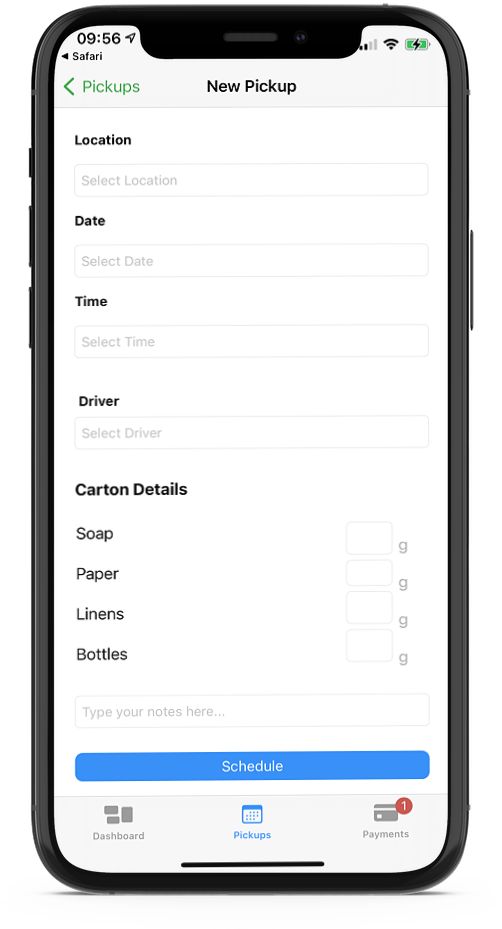 09:56
◀ Safari
Pickups
New Pickup
Location
Select Location
Date
Select Date
Time
Select Time
Driver
Select Driver
Carton Details
Soap
g
Paper
g
Linens
g
Bottles
g
Type your notes here...
Schedule
Dashboard
Pickups
1
Payments